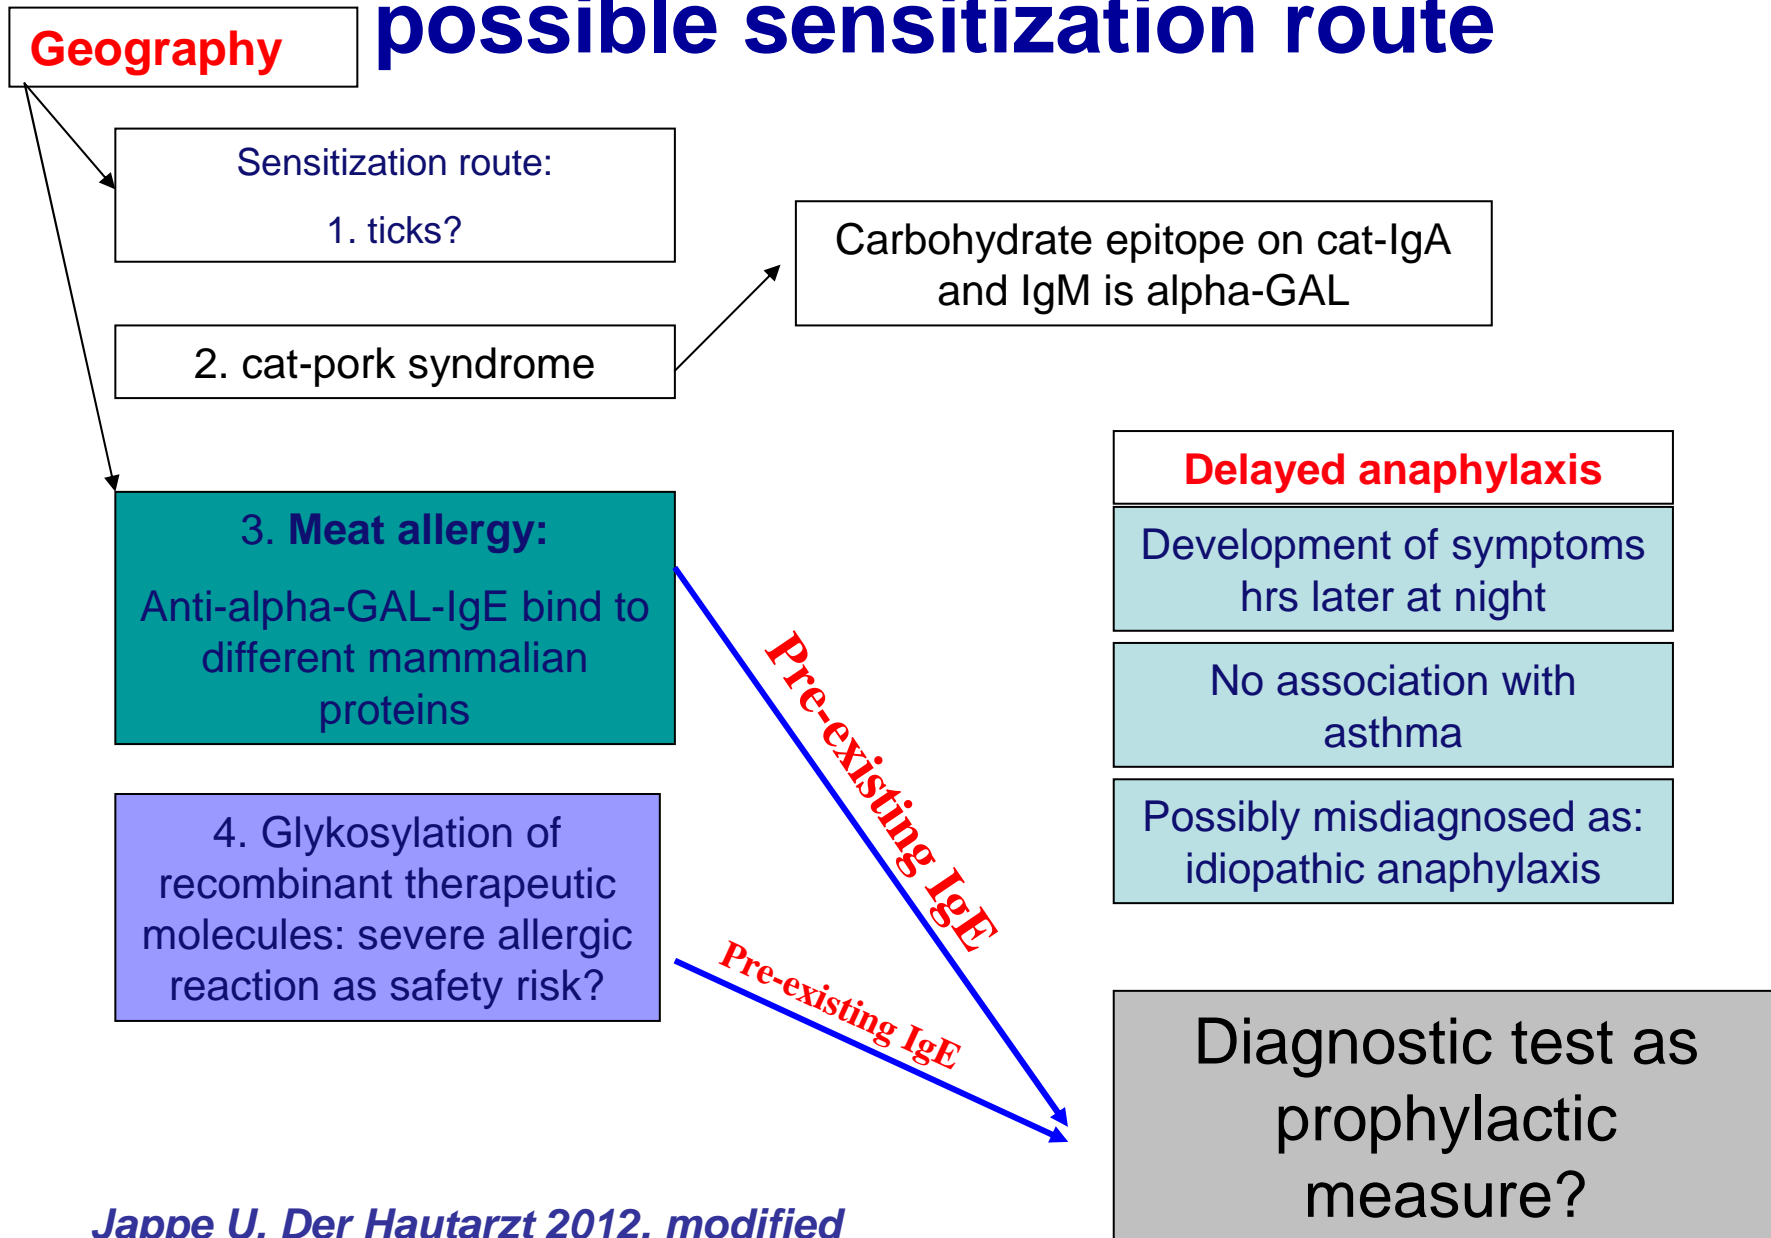 possible sensitization route
Geography
Sensitization route:
1. ticks?
Carbohydrate epitope on cat-IgA
and IgM is alpha-GAL
2. cat-pork syndrome
3. Meat allergy:
Anti-alpha-GAL-IgE bind to
different mammalian
proteins
4. Glykosylation of
recombinant therapeutic
molecules: severe allergic
reaction as safety risk?
Pre-existing IgE
Pre-existing IgE
Delayed anaphylaxis
Development of symptoms
hrs later at night
No association with
asthma
Possibly misdiagnosed as:
idiopathic anaphylaxis
Diagnostic test as
prophylactic
measure?
Jappe U. Der Hautarzt 2012. modified